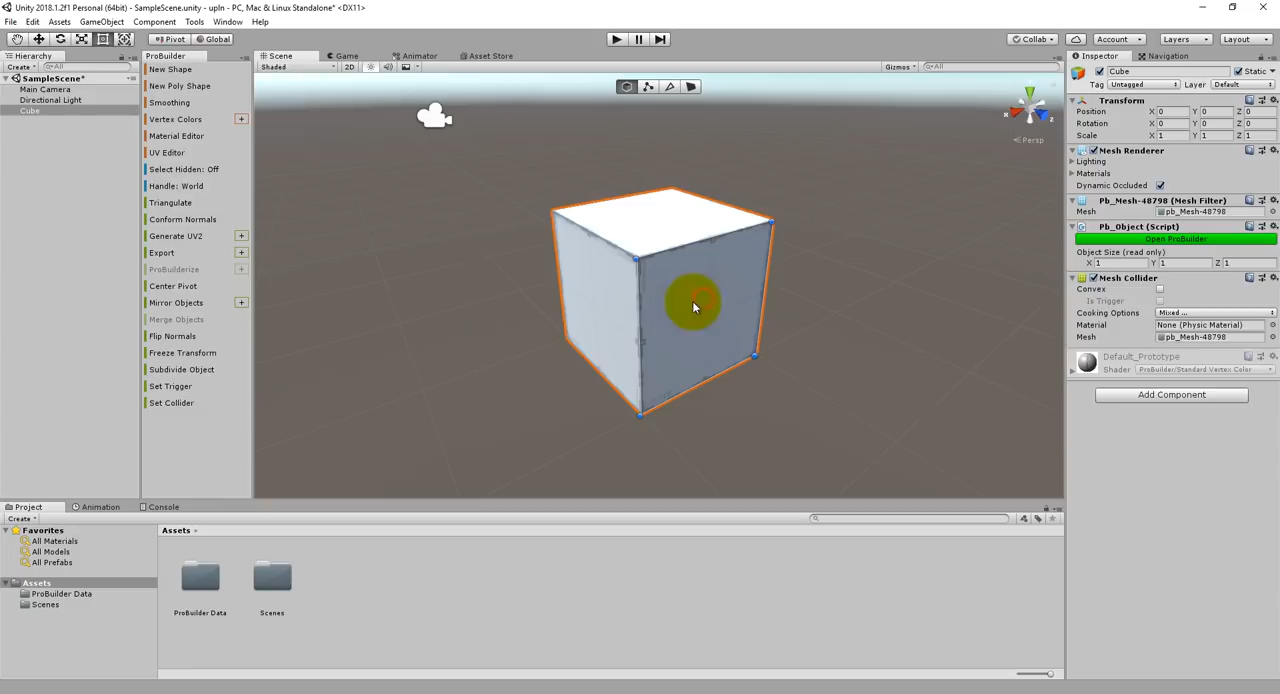 Unity 2018.1.2f1 Personal (64bit) - SampleScene.unity - upIn - PC, Mac & Linux Standalone* <DX11>
File Edit Assets GameObject Component Tools Window Help
Pivot Global Collab Account Layers Layout
Hierarchy
Create All
SampleScene*
Main Camera
Directional Light
Cube
ProBuilder
New Shape
New Poly Shape
Smoothing
Vertex Colors +
Material Editor
UV Editor
Select Hidden: Off
Handle: World
Triangulate
Conform Normals
Generate UV2 +
Export +
ProBuilderize +
Center Pivot
Mirror Objects +
Merge Objects
Flip Normals
Freeze Transform
Subdivide Object
Set Trigger
Set Collider
Scene Game Animator Asset Store
Shaded 2D Gizmos All
z
Persp
Inspector Navigation
Cube Static
Tag Untagged Layer Default
Transform
Position X 0 Y 0 Z 0
Rotation X 0 Y 0 Z 0
Scale X 1 Y 1 Z 1
Mesh Renderer
Lighting
Materials
Dynamic Occluded
Pb_Mesh-48798 (Mesh Filter)
Mesh pb_Mesh-48798
Pb_Object (Script)
Open ProBuilder
Object Size (read only)
X 1 Y 1 Z 1
Mesh Collider
Convex
Is Trigger
Cooking Options Mixed ...
Material None (Physic Material)
Mesh pb_Mesh-48798
Default_Prototype
Shader ProBuilder/Standard Vertex Color
Add Component
Project Animation Console
Create
Favorites
All Materials
All Models
All Prefabs
Assets
ProBuilder Data
Scenes
Assets
ProBuilder Data Scenes